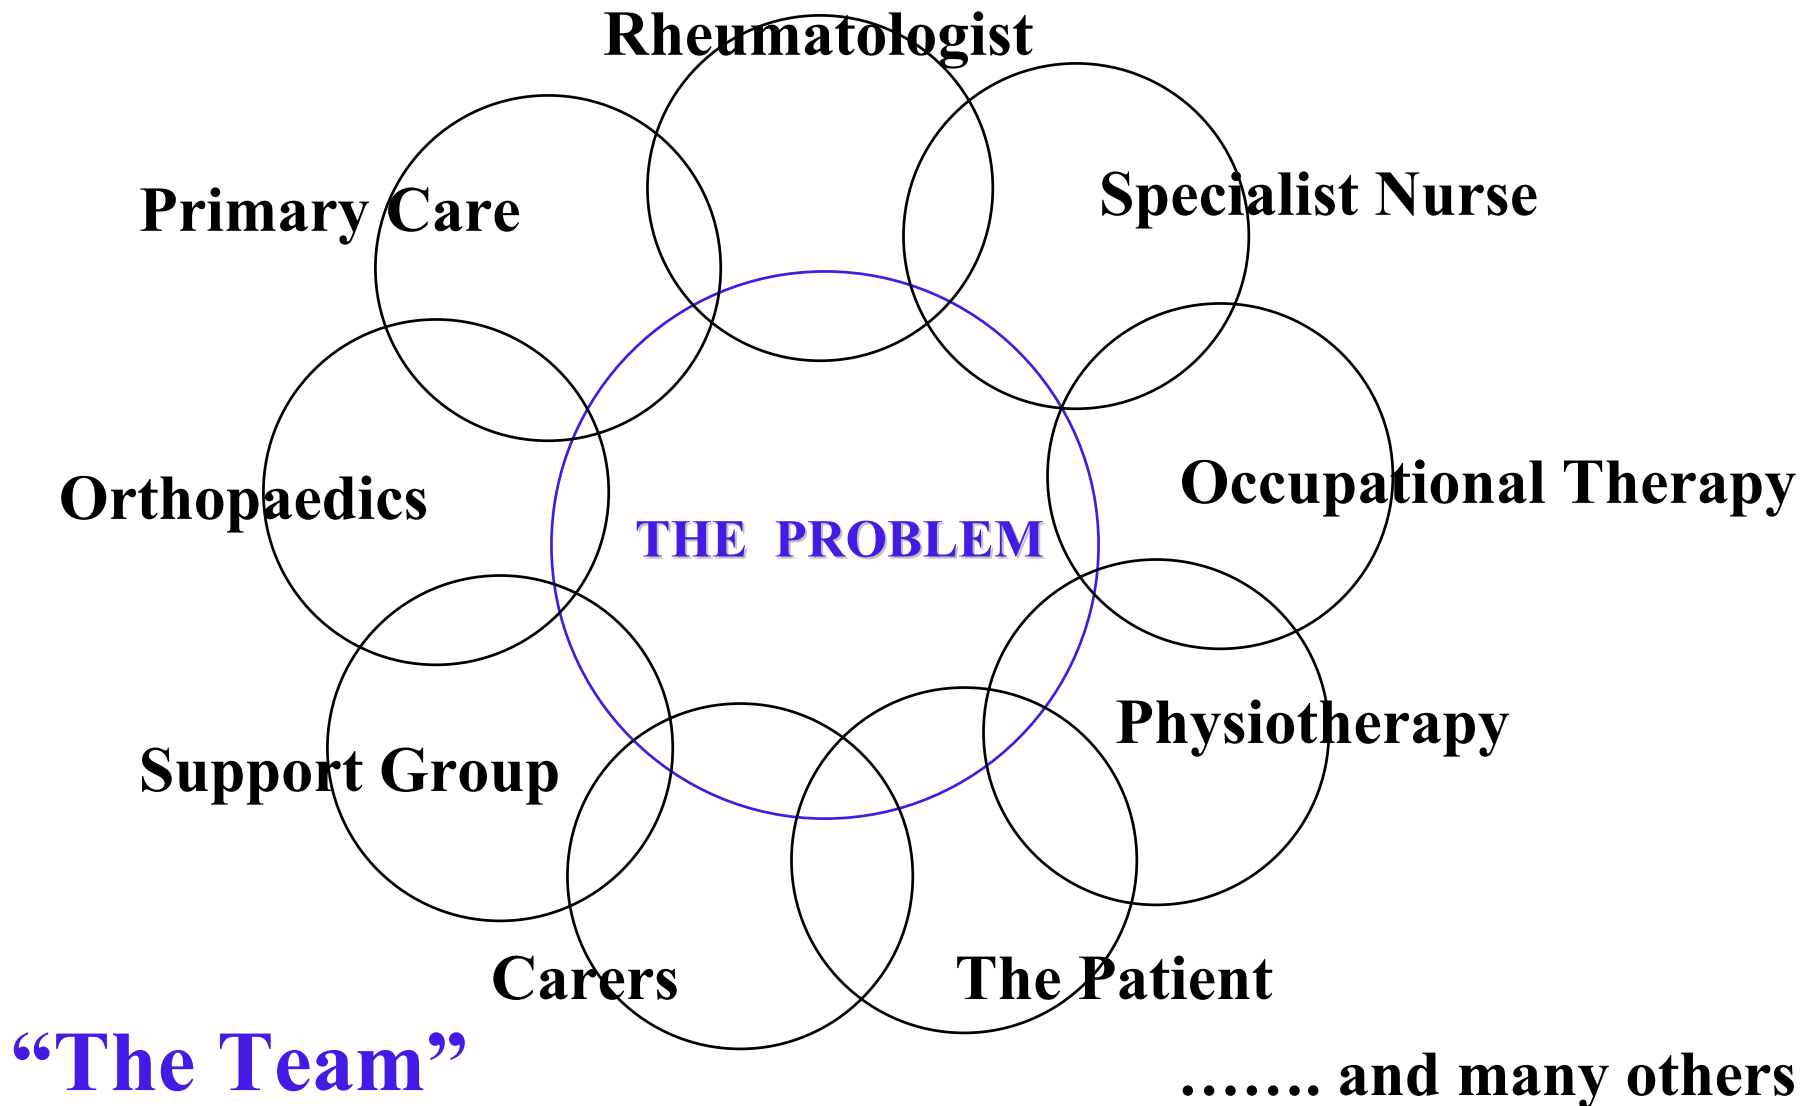 Rheumatologist
Specialist Nurse
Primary Care
Occupational Therapy
Orthopaedics
THE PROBLEM
Physiotherapy
Support Group
Carers
The Patient
“The Team”
……. and many others